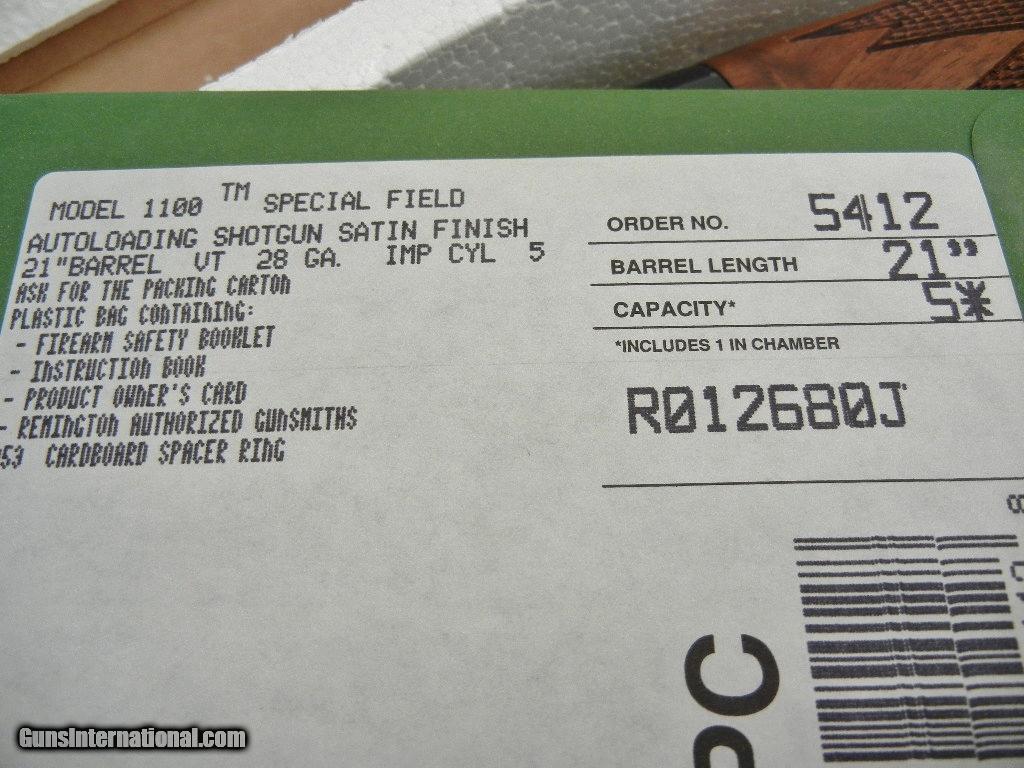 MODEL 1100 TM SPECIAL FIELD
AUTOLOADING SHOTGUN SATIN FINISH
21"BARREL VT 28 GA. IMP CYL 5
ASK FOR THE PACKING CARTON
PLASTIC BAG CONTAINING:
- FIREARM SAFETY BOOKLET
- INSTRUCTION BOOK
- PRODUCT OWNER'S CARD
- REMINGTON AUTHORIZED GUNSMITHS
53 CARDBOARD SPACER RING
ORDER NO. 5412
BARREL LENGTH 21"
CAPACITY* 5*
*INCLUDES 1 IN CHAMBER
R012680J
PC
GunsInternational.com